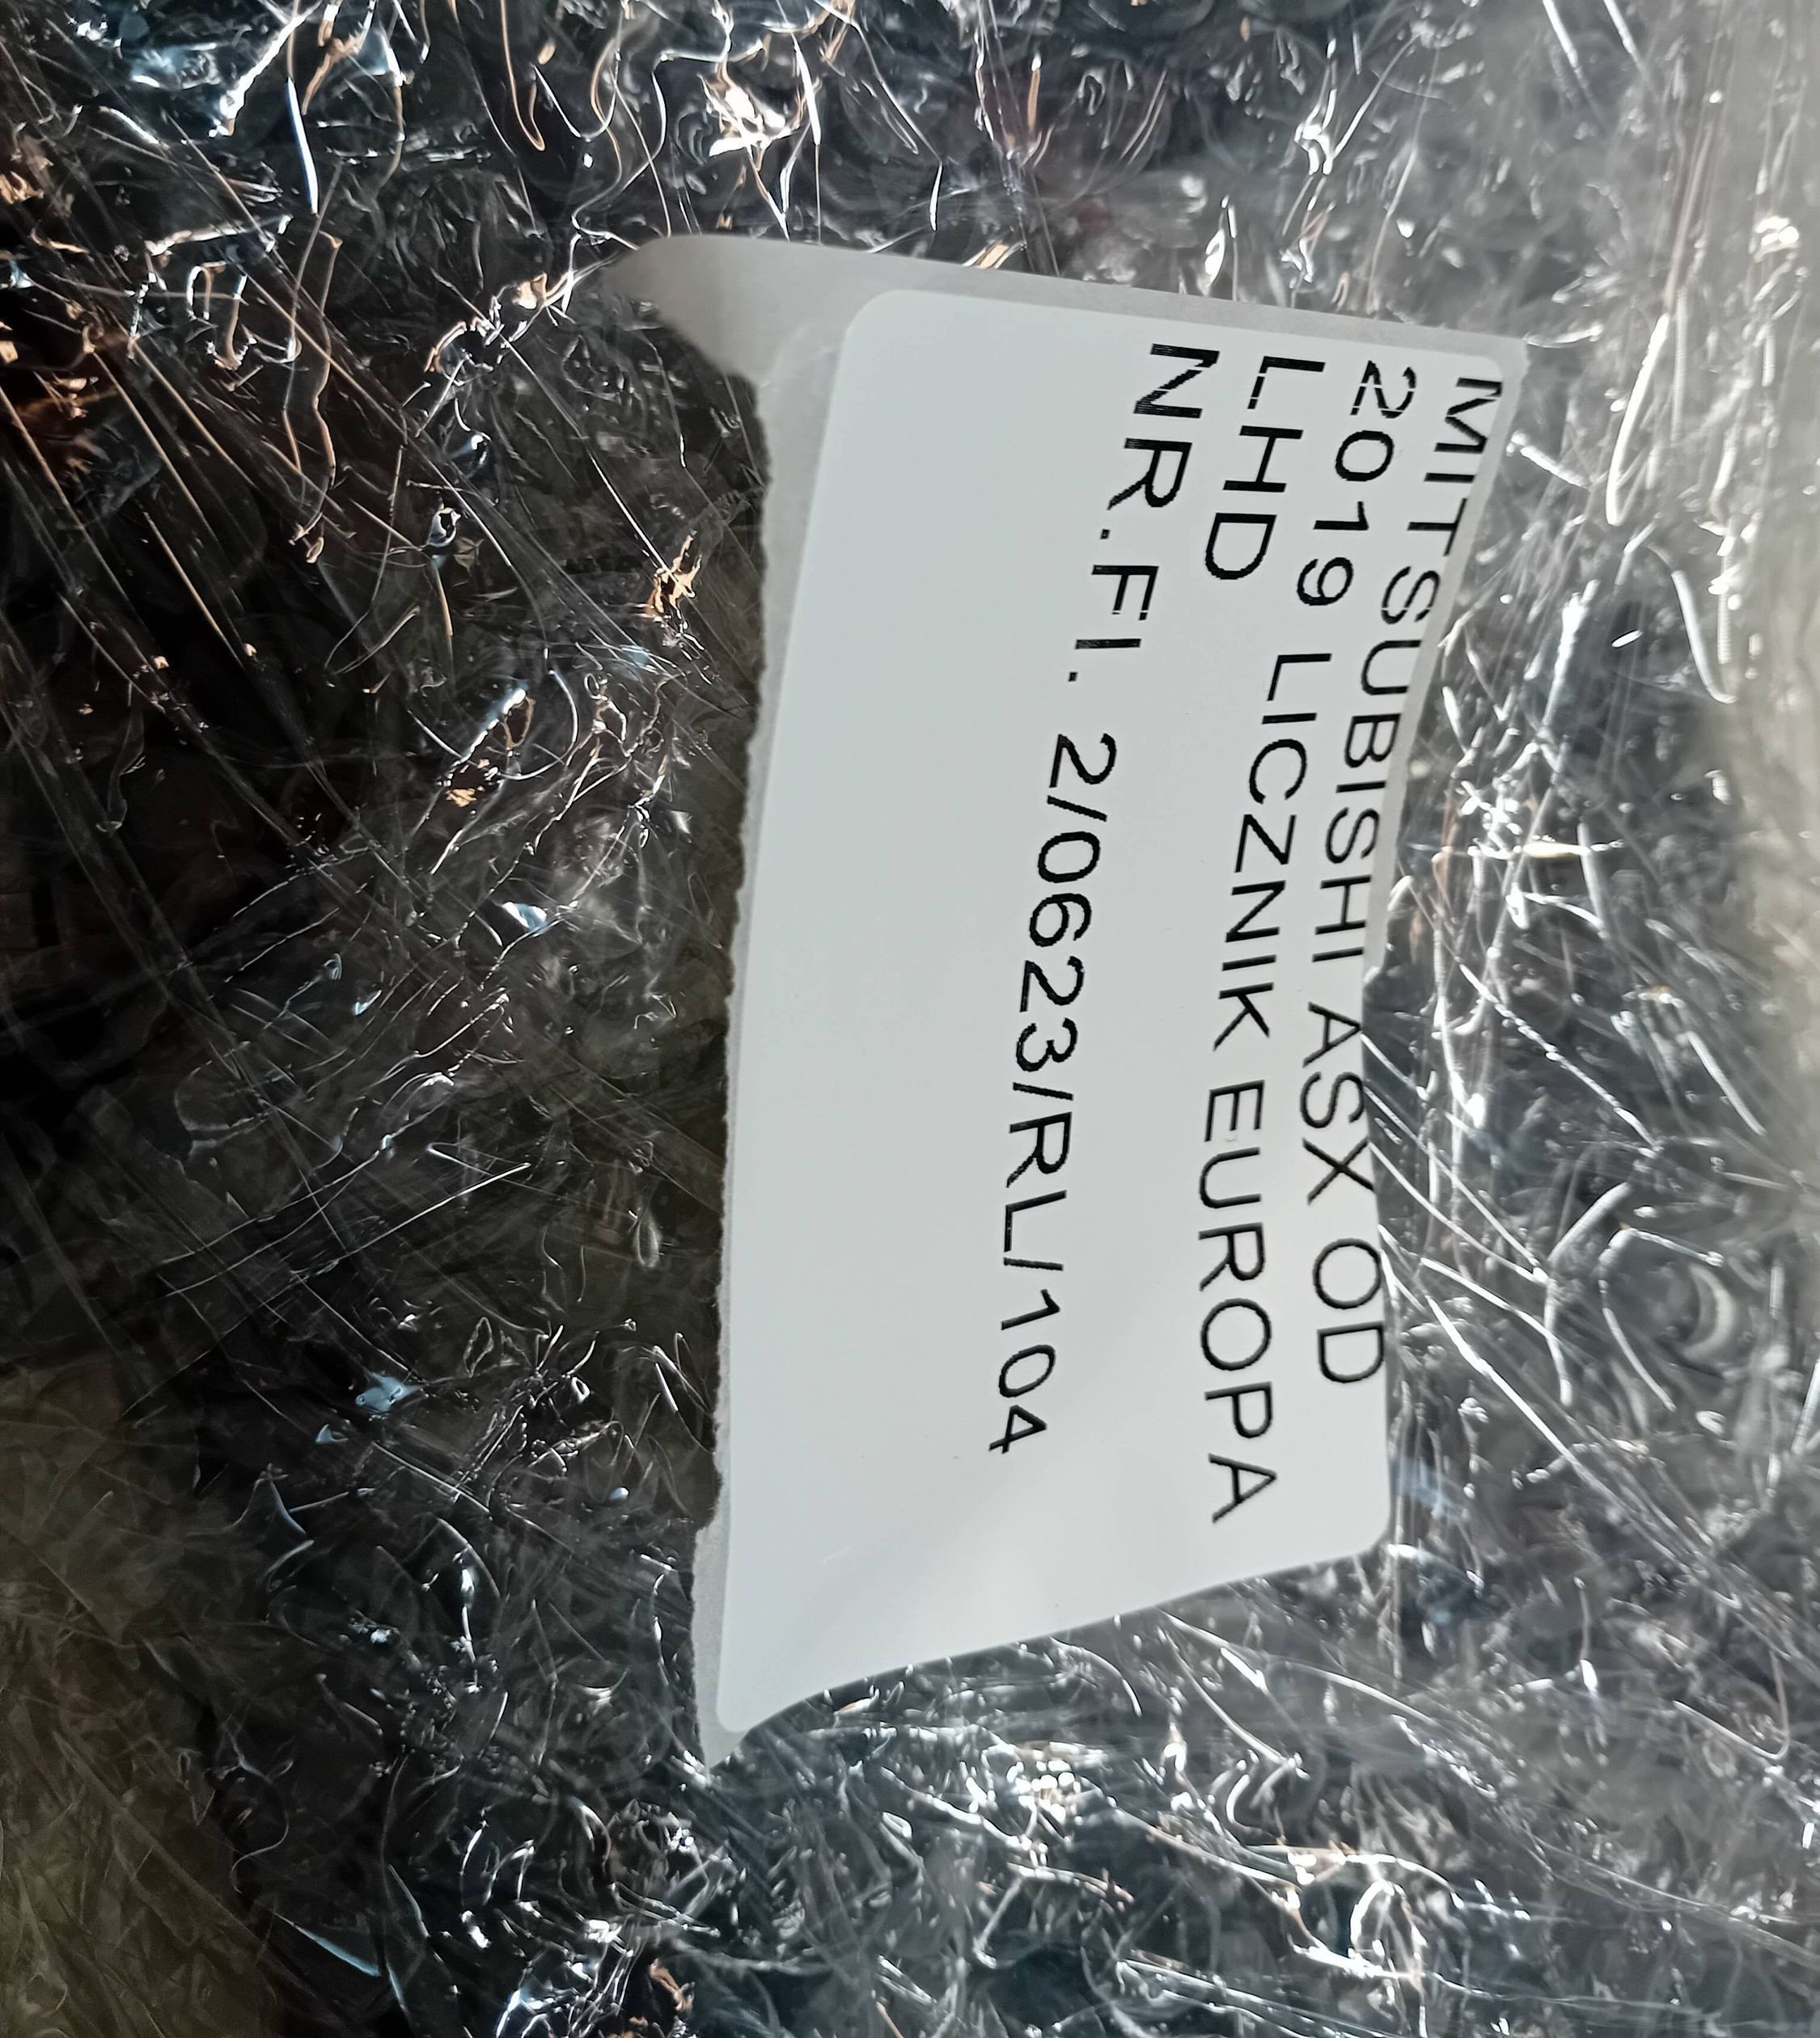 MITSUBISHI ASX OD
2019 LICZNIK EUROPA
LHD
NR.FI. 2/0623/RL/104